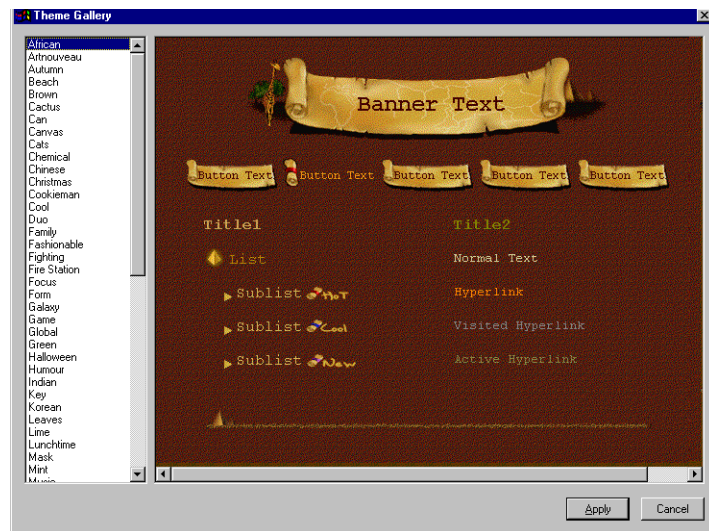 Theme Gallery
African
Artnouveau
Autumn
Beach
Brown
Cactus
Can
Canvas
Cats
Chemical
Chinese
Christmas
Cookieman
Cool
Duo
Family
Fashionable
Fighting
Fire Station
Focus
Form
Galaxy
Game
Global
Green
Halloween
Humour
Indian
Key
Korean
Leaves
Lime
Lunchtime
Mask
Mint
Music
Banner Text
Button Text Button Text Button Text Button Text Button Text
Title1 Title2
List Normal Text
Sublist HOT Hyperlink
Sublist Cool Visited Hyperlink
Sublist New Active Hyperlink
Apply Cancel